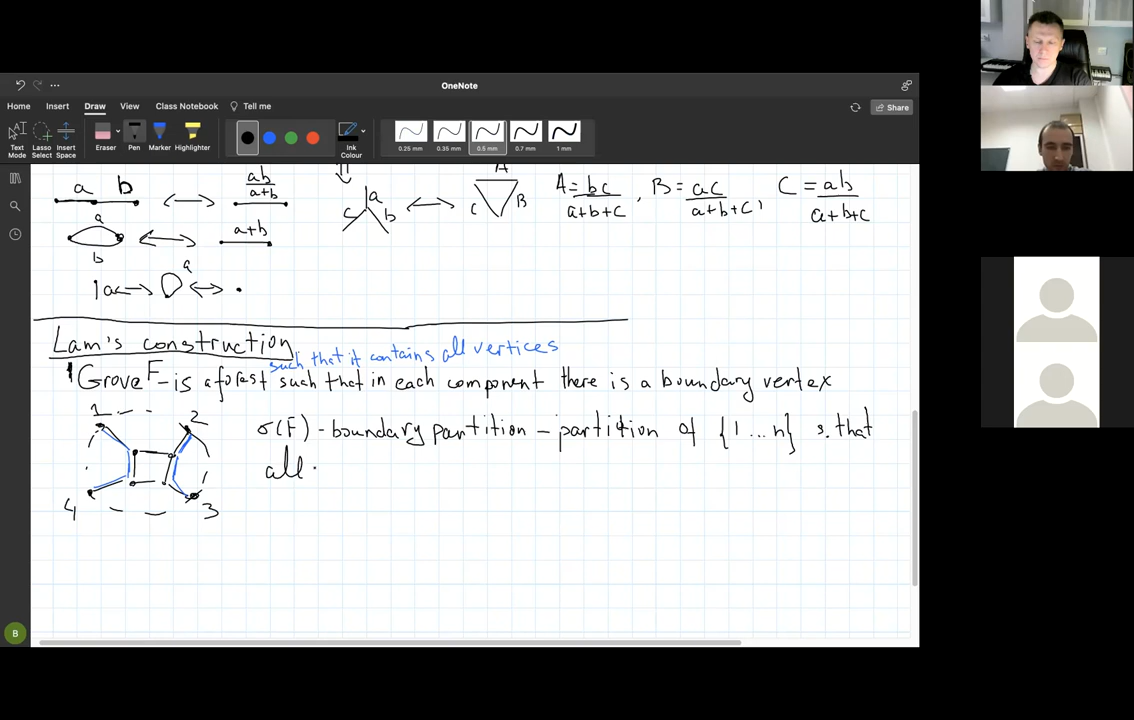 OneNote
Home Insert Draw View Class Notebook Tell me
Share
Text Mode Lasso Select Insert Space Eraser Pen Marker Highlighter Ink Colour 0.25 mm 0.35 mm 0.5 mm 0.7 mm 1 mm
a b ↔ ab/(a+b)
a b ↔ a+b
a c b ↔ A B C
A = bc/(a+b+c), B = ac/(a+b+c), C = ab/(a+b+c)
a ↔ a ↔ .
Lam's construction
such that it contains all vertices
Grove F - is a forest such that in each component there is a boundary vertex
1 2
σ(F) - boundary partition - partition of {1 ... n} s. that
all
4 3
B